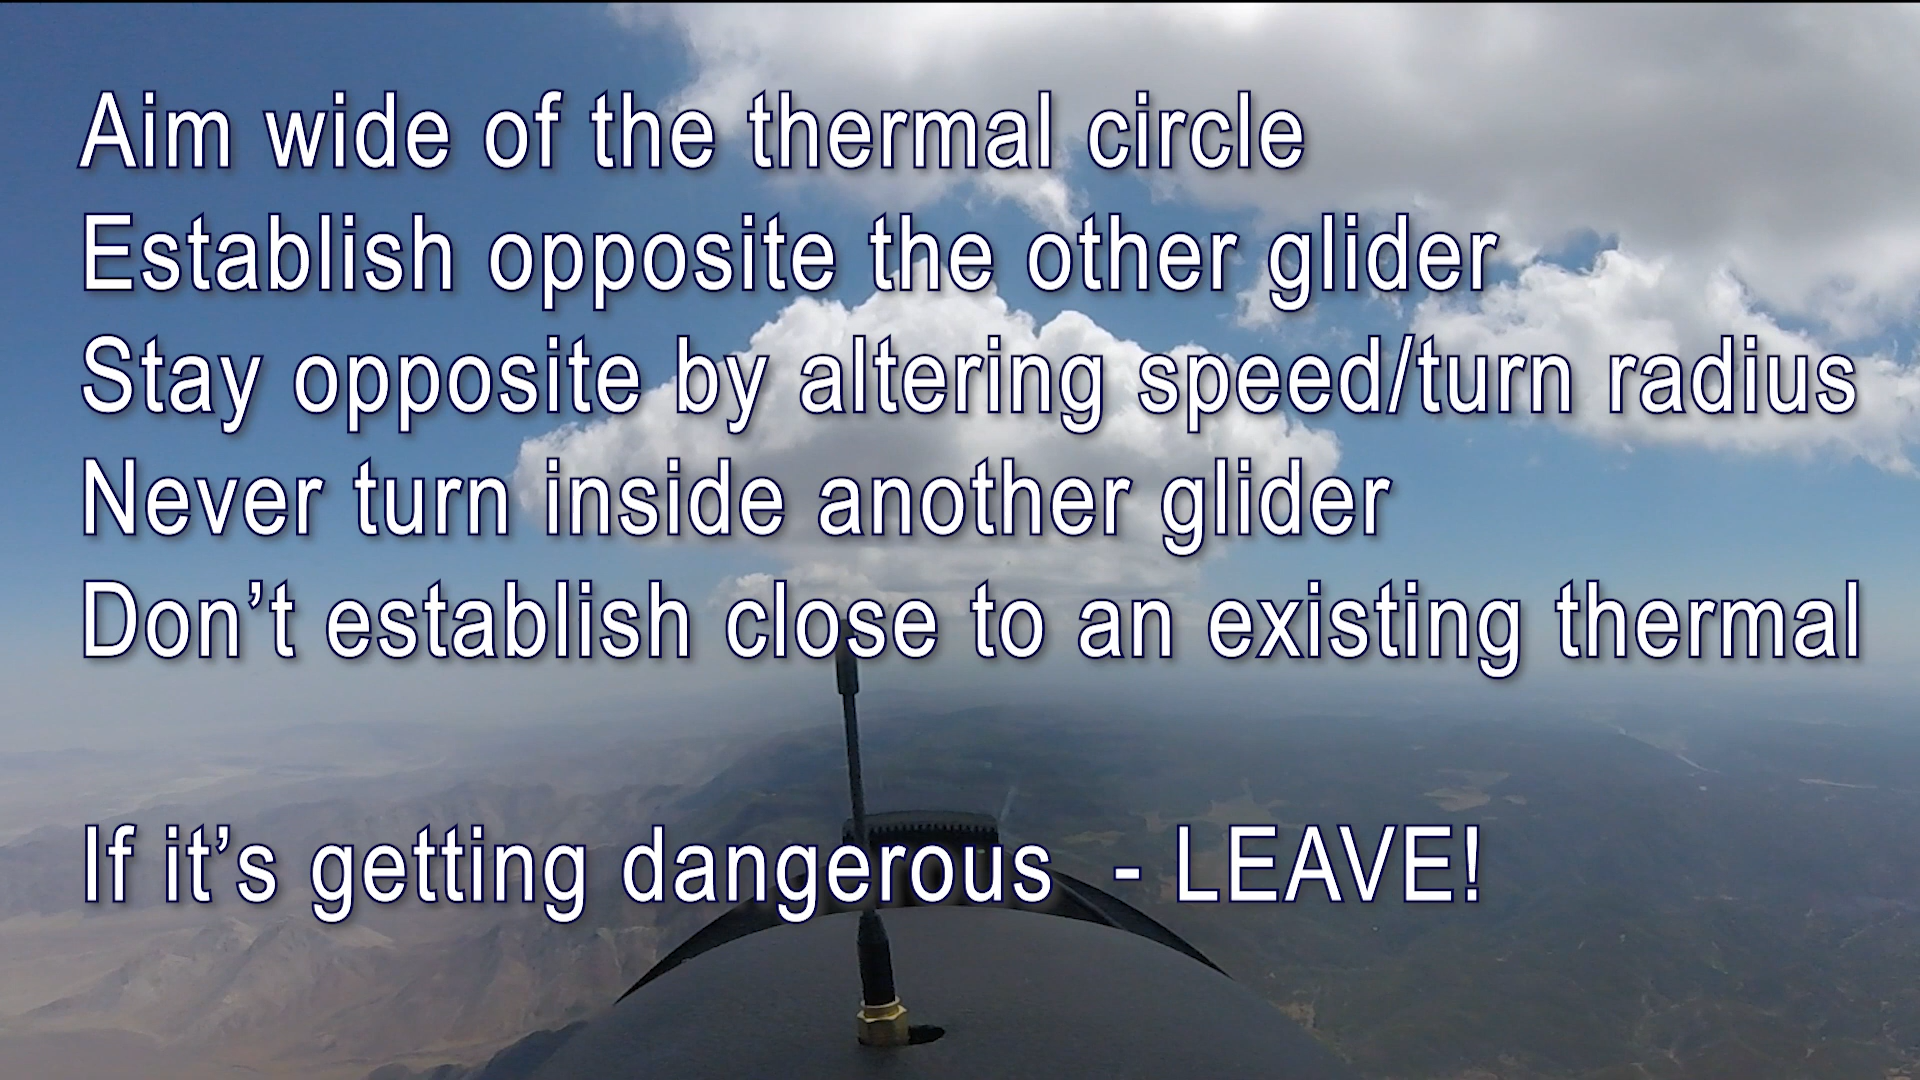 Aim wide of the thermal circle
Establish opposite the other glider
Stay opposite by altering speed/turn radius
Never turn inside another glider
Don’t establish close to an existing thermal
If it’s getting dangerous - LEAVE!